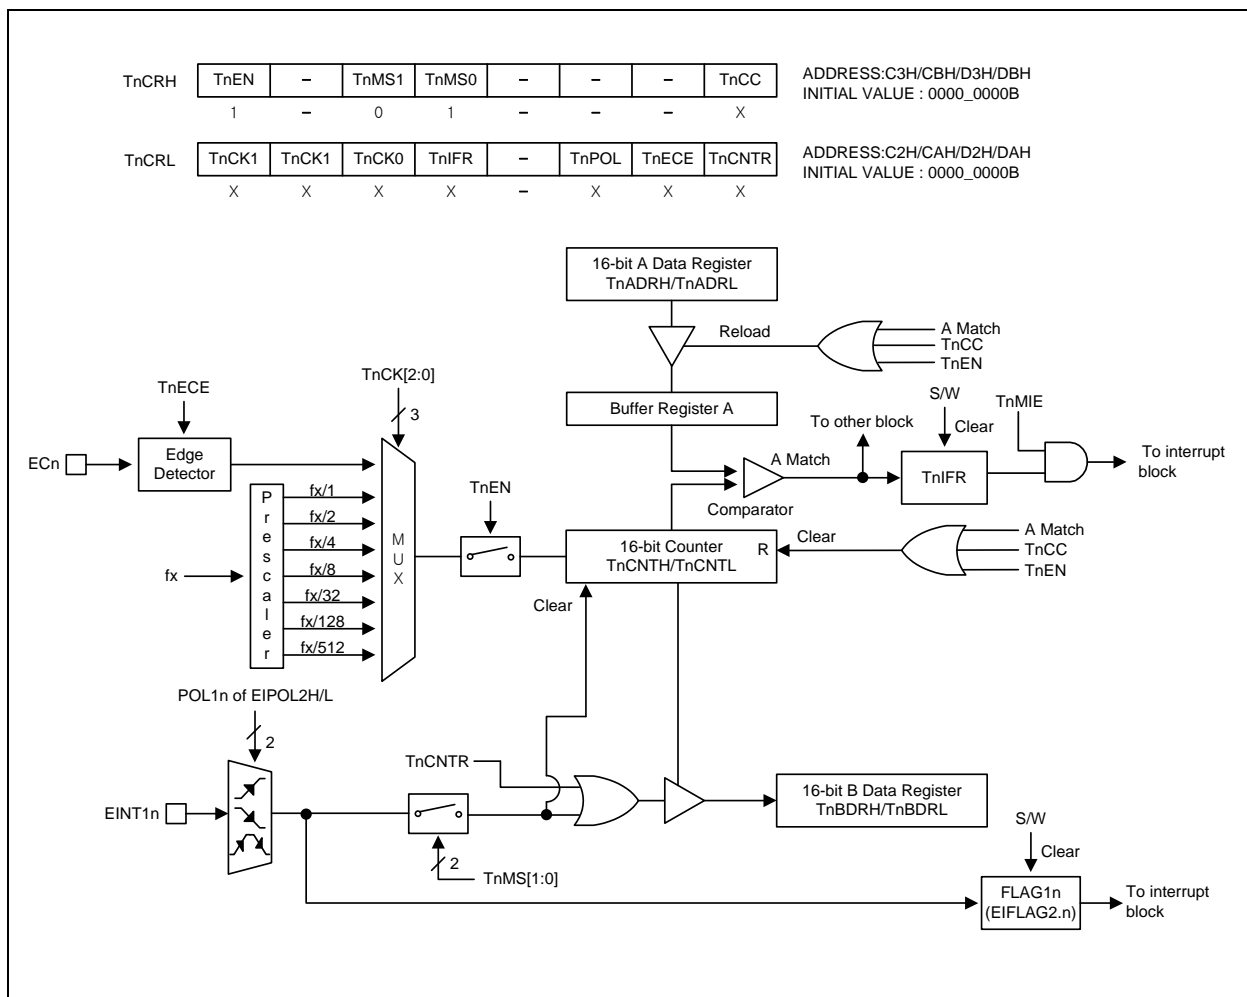 TnCRH TnEN – TnMS1 TnMS0 – – – TnCC ADDRESS:C3H/CBH/D3H/DBH
INITIAL VALUE : 0000_0000B
1 – 0 1 – – – X
TnCRL TnCK1 TnCK1 TnCK0 TnIFR – TnPOL TnECE TnCNTR ADDRESS:C2H/CAH/D2H/DAH
INITIAL VALUE : 0000_0000B
X X X X – X X X
16-bit A Data Register
TnADRH/TnADRL
Reload
A Match
TnCC
TnEN
TnCK[2:0]
3
TnECE
Buffer Register A
To other block
S/W
Clear
TnMIE
ECn
Edge
Detector
A Match
Comparator
TnIFR
To interrupt
block
Prescaler
fx/1
fx/2
fx/4
fx/8
fx/32
fx/128
fx/512
fx
MUX
TnEN
16-bit Counter
TnCNTH/TnCNTL
R
Clear
A Match
TnCC
TnEN
Clear
POL1n of EIPOL2H/L
2
TnCNTR
EINT1n
16-bit B Data Register
TnBDRH/TnBDRL
2
TnMS[1:0]
S/W
Clear
FLAG1n
(EIFLAG2.n)
To interrupt
block